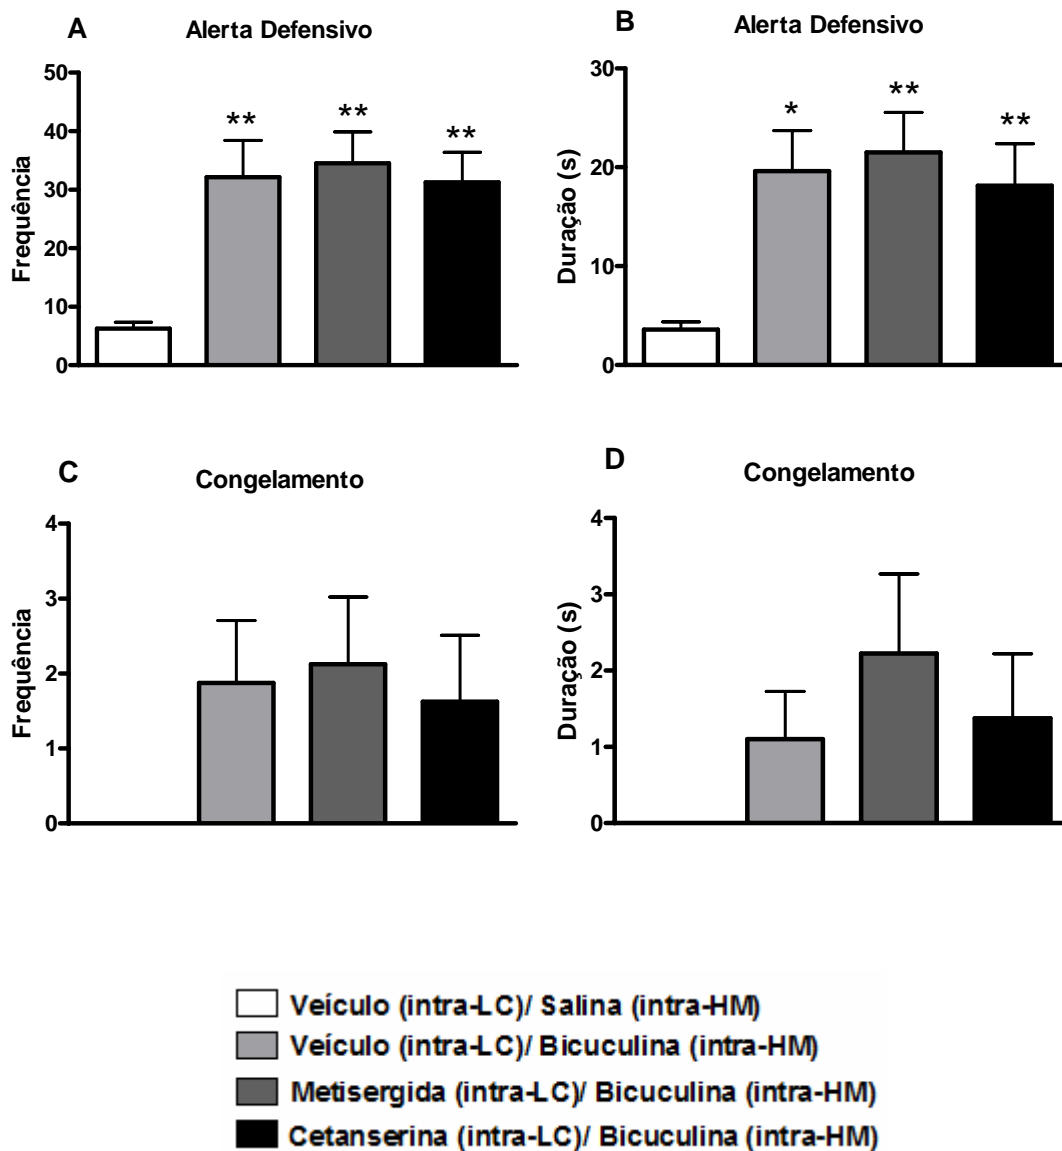 A
Alerta Defensivo
Frequência
50
40
30
20
10
0
**
**
**
B
Alerta Defensivo
Duração (s)
30
20
10
0
*
**
**
C
Congelamento
Frequência
4
3
2
1
0
D
Congelamento
Duração (s)
4
3
2
1
0
Veículo (intra-LC)/ Salina (intra-HM)
Veículo (intra-LC)/ Bicuculina (intra-HM)
Metisergida (intra-LC)/ Bicuculina (intra-HM)
Cetanserina (intra-LC)/ Bicuculina (intra-HM)